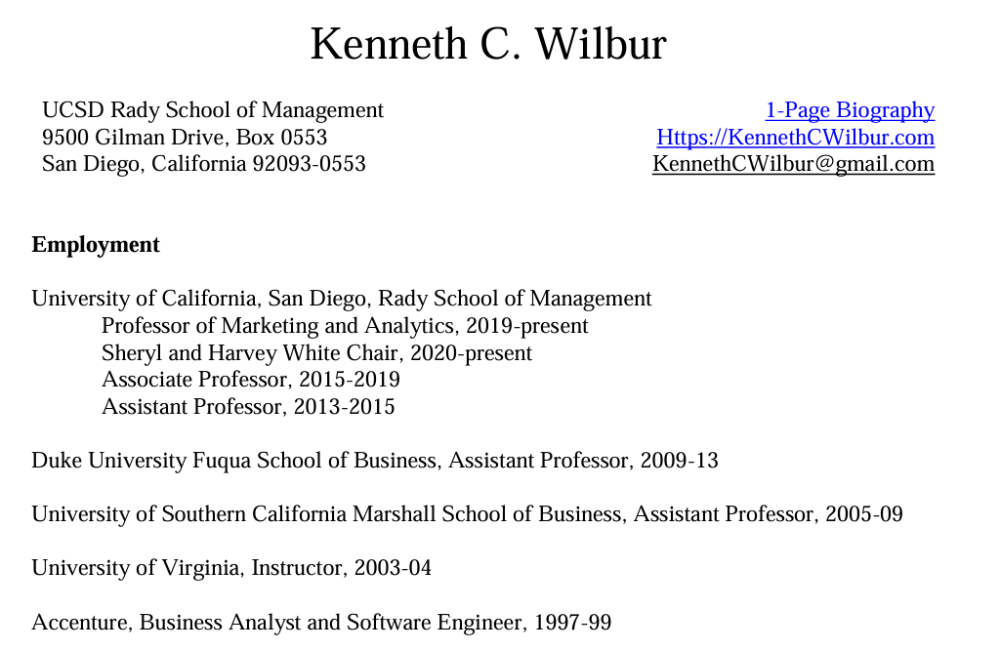 Kenneth C. Wilbur
UCSD Rady School of Management
9500 Gilman Drive, Box 0553
San Diego, California 92093-0553
1-Page Biography
Https://KennethCWilbur.com
KennethCWilbur@gmail.com
Employment
University of California, San Diego, Rady School of Management
Professor of Marketing and Analytics, 2019-present
Sheryl and Harvey White Chair, 2020-present
Associate Professor, 2015-2019
Assistant Professor, 2013-2015
Duke University Fuqua School of Business, Assistant Professor, 2009-13
University of Southern California Marshall School of Business, Assistant Professor, 2005-09
University of Virginia, Instructor, 2003-04
Accenture, Business Analyst and Software Engineer, 1997-99